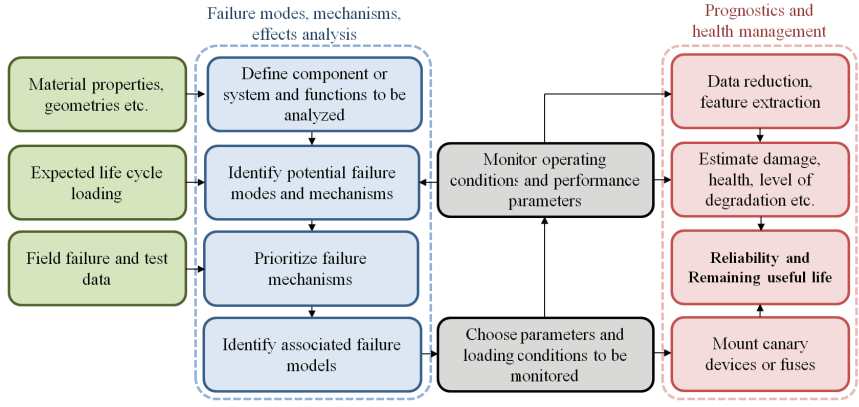 Failure modes, mechanisms,
effects analysis
Prognostics and
health management
Material properties,
geometries etc.
Define component or
system and functions to be
analyzed
Data reduction,
feature extraction
Expected life cycle
loading
Identify potential failure
modes and mechanisms
Monitor operating
conditions and performance
parameters
Estimate damage,
health, level of
degradation etc.
Field failure and test
data
Prioritize failure
mechanisms
Reliability and
Remaining useful life
Identify associated failure
models
Choose parameters and
loading conditions to be
monitored
Mount canary
devices or fuses